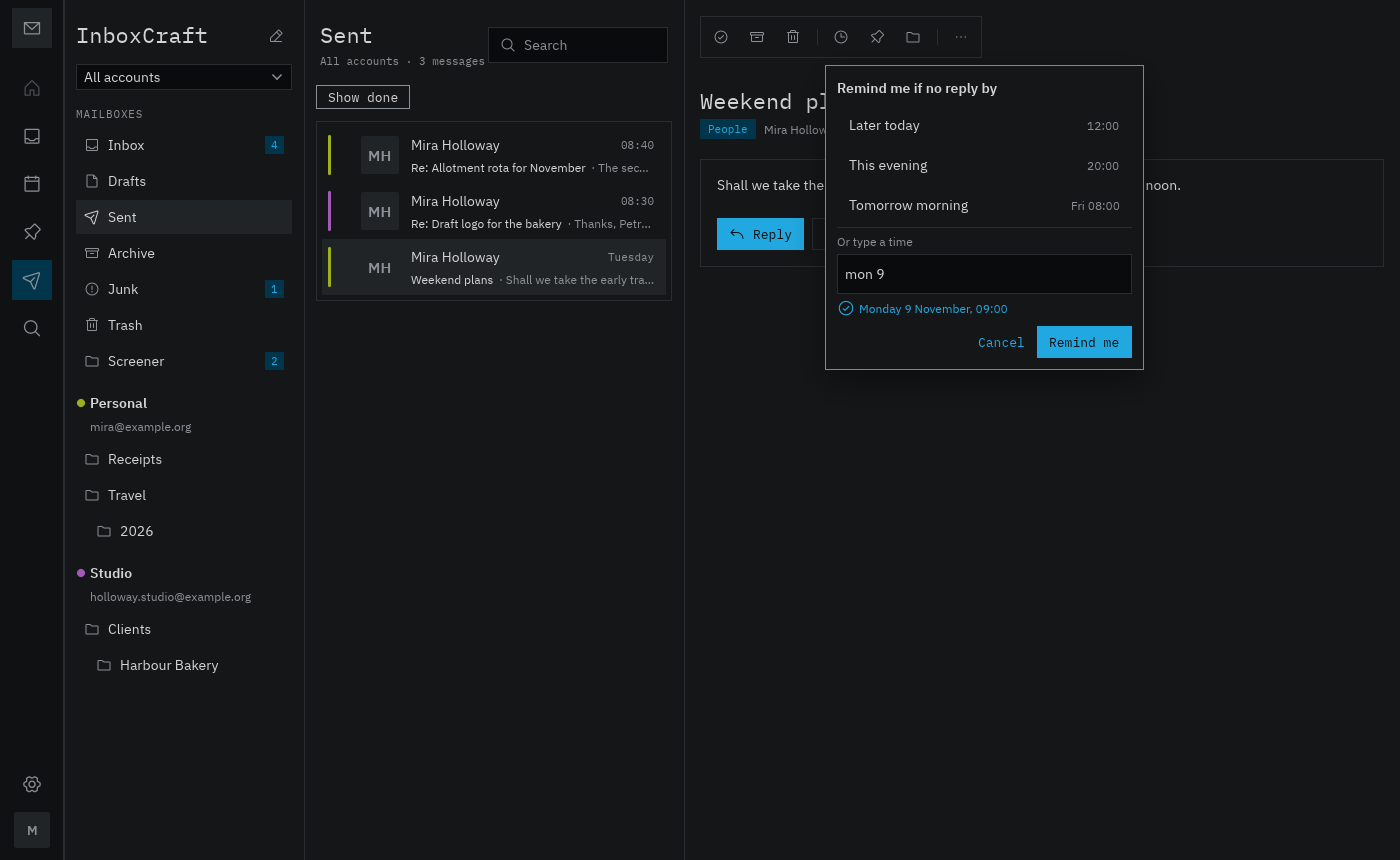 InboxCraft
All accounts
MAILBOXES
Inbox 4
Drafts
Sent
Archive
Junk 1
Trash
Screener 2
Personal
mira@example.org
Receipts
Travel
2026
Studio
holloway.studio@example.org
Clients
Harbour Bakery
M
Sent
All accounts · 3 messages
Search
Show done
MH
Mira Holloway 08:40
Re: Allotment rota for November · The sec…
MH
Mira Holloway 08:30
Re: Draft logo for the bakery · Thanks, Petr…
MH
Mira Holloway Tuesday
Weekend plans · Shall we take the early tra…
Weekend pl
People Mira Hollow
Shall we take the
noon.
Reply
Remind me if no reply by
Later today 12:00
This evening 20:00
Tomorrow morning Fri 08:00
Or type a time
mon 9
Monday 9 November, 09:00
Cancel
Remind me